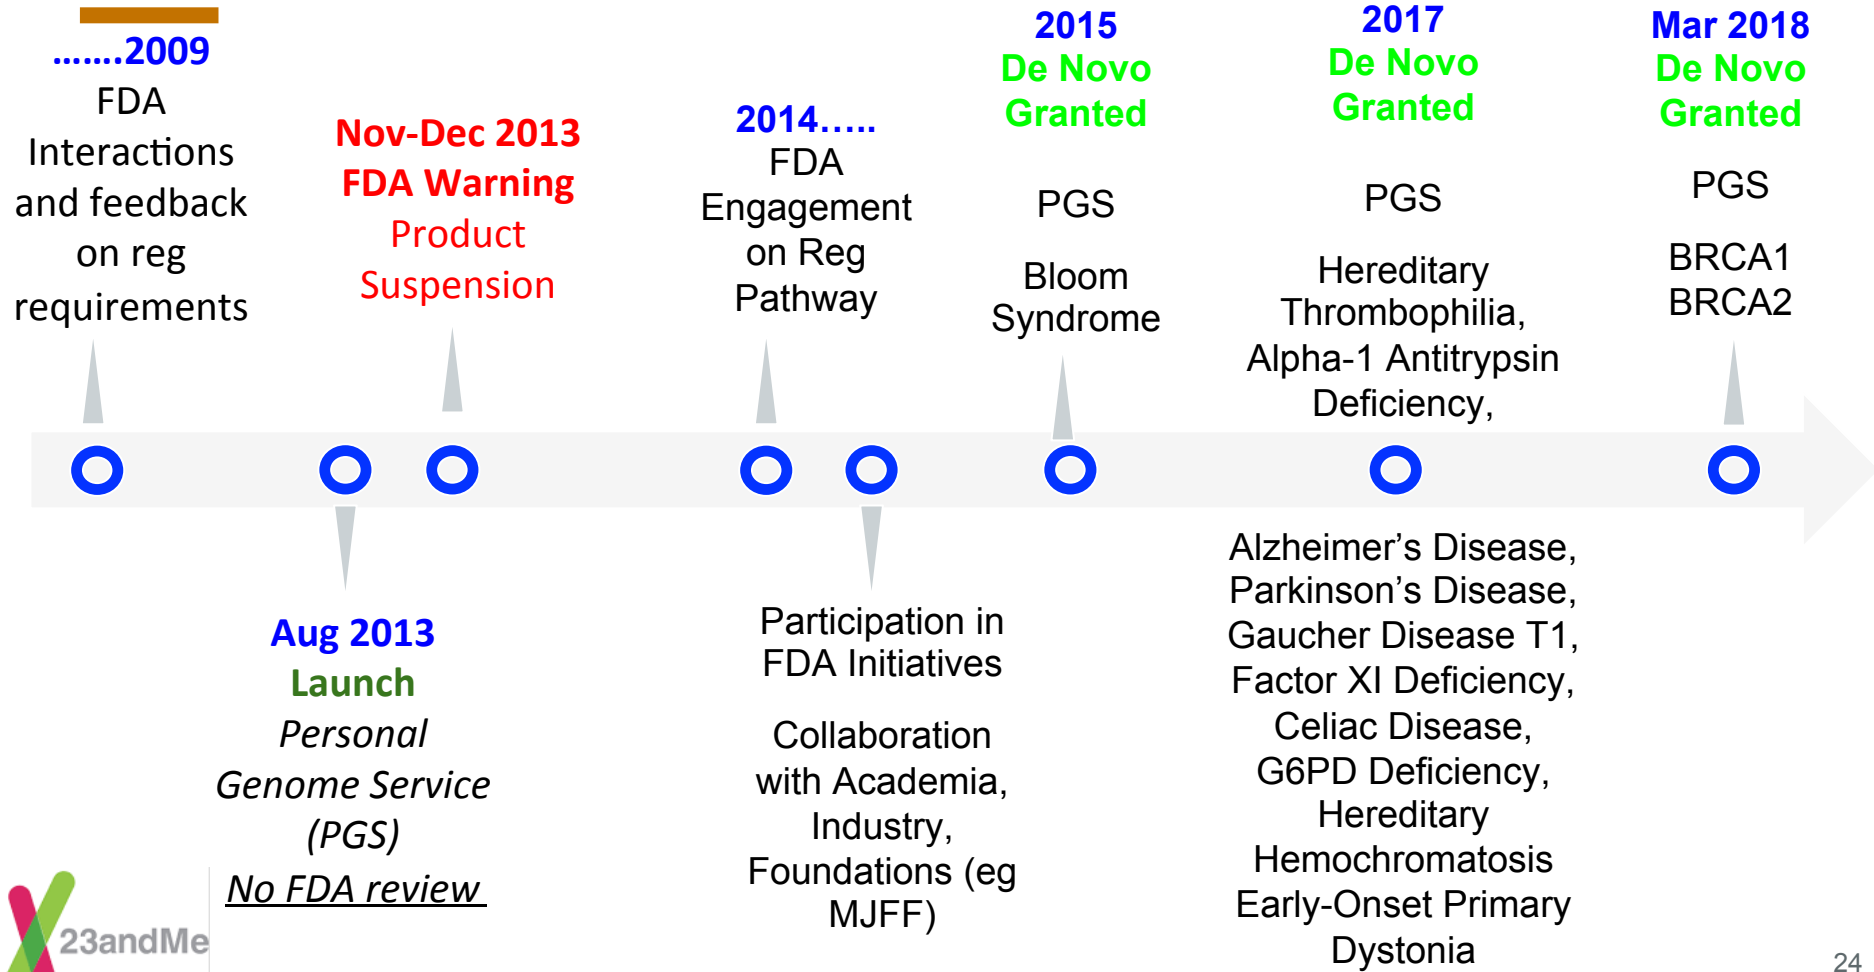 .......2009
FDA
Interactions
and feedback
on reg
requirements
Nov-Dec 2013
FDA Warning
Product
Suspension
2014…..
FDA
Engagement
on Reg
Pathway
2015
De Novo
Granted
PGS
Bloom
Syndrome
2017
De Novo
Granted
PGS
Hereditary
Thrombophilia,
Alpha-1 Antitrypsin
Deficiency,
Mar 2018
De Novo
Granted
PGS
BRCA1
BRCA2
Aug 2013
Launch
Personal
Genome Service
(PGS)
No FDA review
Participation in
FDA Initiatives
Collaboration
with Academia,
Industry,
Foundations (eg
MJFF)
Alzheimer’s Disease,
Parkinson’s Disease,
Gaucher Disease T1,
Factor XI Deficiency,
Celiac Disease,
G6PD Deficiency,
Hereditary
Hemochromatosis
Early-Onset Primary
Dystonia
23andMe
24